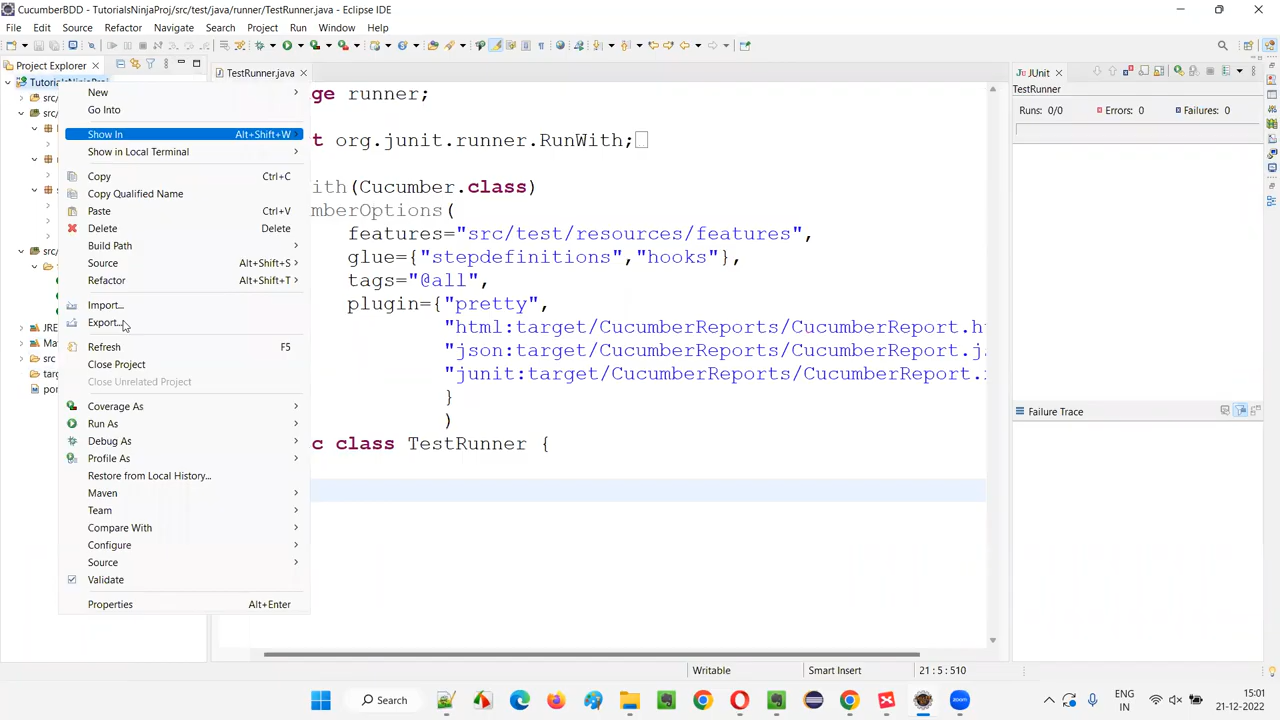 CucumberBDD - TutorialsNinjaProj/src/test/java/runner/TestRunner.java - Eclipse IDE
File Edit Source Refactor Navigate Search Project Run Window Help
Project Explorer
TestRunner.java
JUnit
TutorialsNinjaProj
TestRunner
Runs: 0/0 Errors: 0 Failures: 0
src/
src/
src/
JRE
Ma
src
New
Go Into
Show In Alt+Shift+W
Show in Local Terminal
Copy Ctrl+C
Copy Qualified Name
Paste Ctrl+V
Delete Delete
Build Path
Source Alt+Shift+S
Refactor Alt+Shift+T
Import...
Export...
Refresh F5
Close Project
Close Unrelated Project
Coverage As
Run As
Debug As
Profile As
Restore from Local History...
Maven
Team
Compare With
Configure
Source
Validate
Properties Alt+Enter
ge runner;
t org.junit.runner.RunWith;
ith(Cucumber.class)
mberOptions(
features="src/test/resources/features",
glue={"stepdefinitions","hooks"},
tags="@all",
plugin={"pretty",
"html:target/CucumberReports/CucumberReport.h
"json:target/CucumberReports/CucumberReport.j
"junit:target/CucumberReports/CucumberReport.
}
)
c class TestRunner {
Failure Trace
Writable Smart Insert 21 : 5 : 510
Search
ENG
IN
15:01
21-12-2022